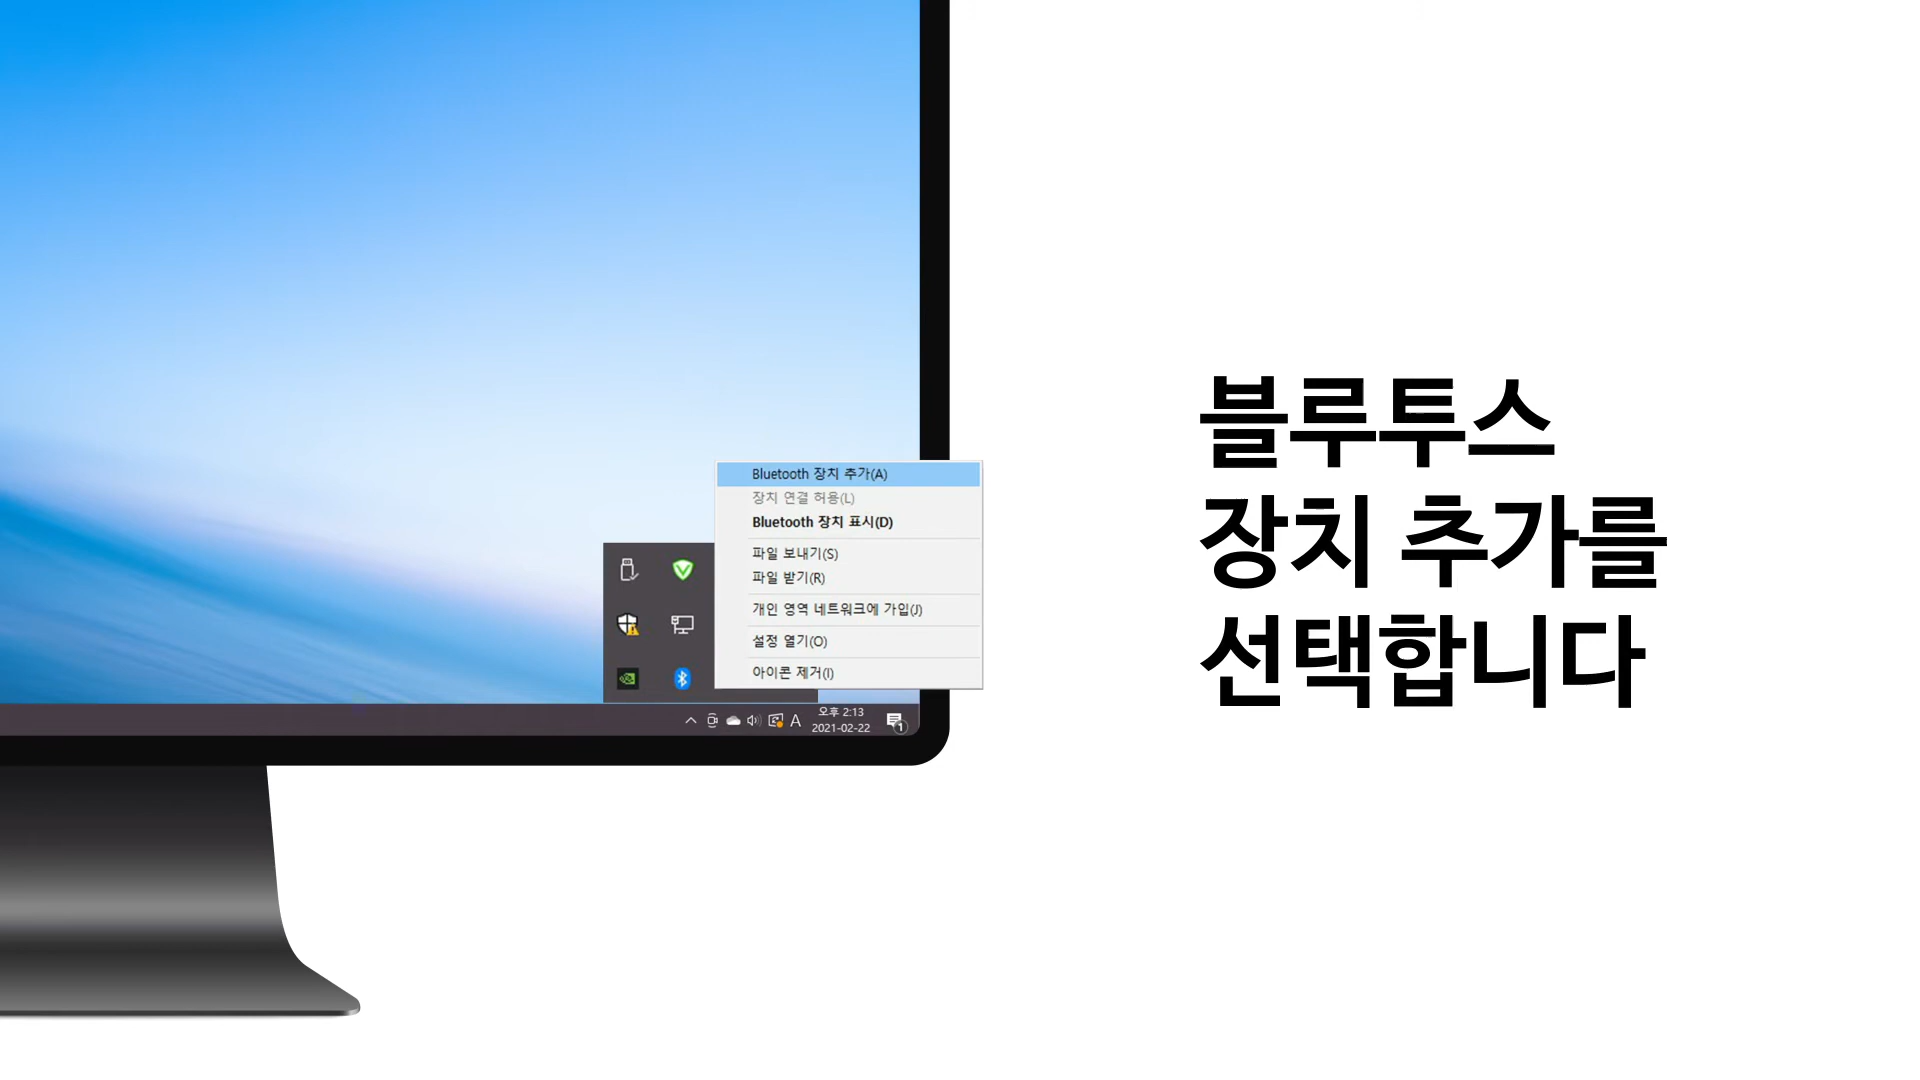 Bluetooth 장치 추가(A)
장치 연결 허용(L)
Bluetooth 장치 표시(D)
파일 보내기(S)
파일 받기(R)
개인 영역 네트워크에 가입(J)
설정 열기(O)
아이콘 제거(I)
A
오후 2:13
2021-02-22
1
블루투스
장치 추가를
선택합니다